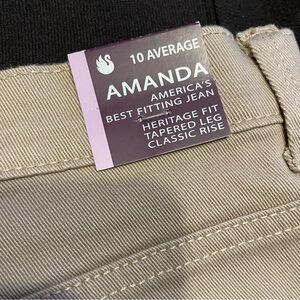 10 AVERAGE
AMANDA
AMERICA'S
BEST FITTING JEAN
HERITAGE FIT
TAPERED LEG
CLASSIC RISE